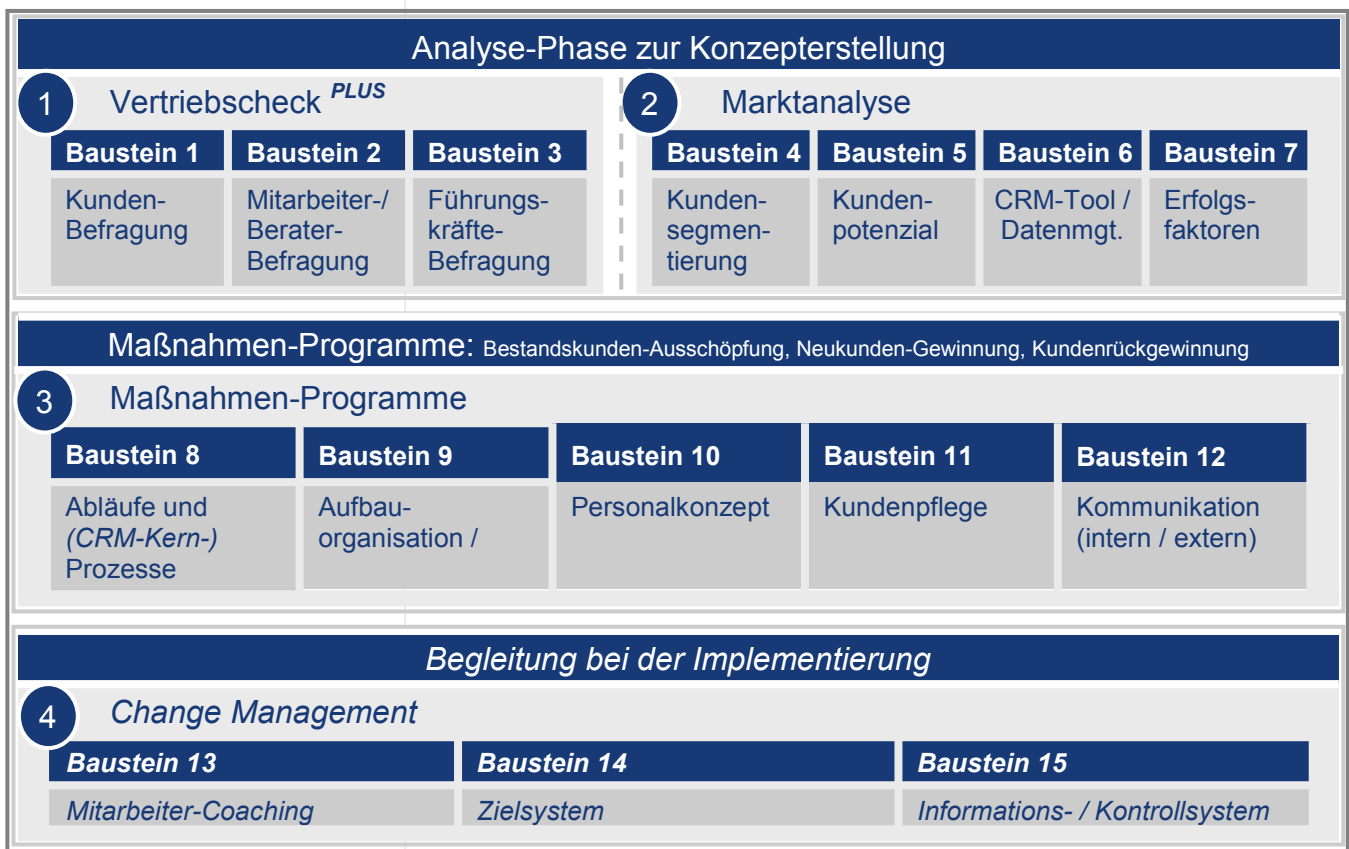 Analyse-Phase zur Konzepterstellung
1 Vertriebscheck PLUS
Baustein 1
Kunden-
Befragung
Baustein 2
Mitarbeiter-/
Berater-
Befragung
Baustein 3
Führungs-
kräfte-
Befragung
2 Marktanalyse
Baustein 4
Kunden-
segmen-
tierung
Baustein 5
Kunden-
potenzial
Baustein 6
CRM-Tool /
Datenmgt.
Baustein 7
Erfolgs-
faktoren
Maßnahmen-Programme: Bestandskunden-Ausschöpfung, Neukunden-Gewinnung, Kundenrückgewinnung
3 Maßnahmen-Programme
Baustein 8
Abläufe und
(CRM-Kern-)
Prozesse
Baustein 9
Aufbau-
organisation /
Baustein 10
Personalkonzept
Baustein 11
Kundenpflege
Baustein 12
Kommunikation
(intern / extern)
Begleitung bei der Implementierung
4 Change Management
Baustein 13
Mitarbeiter-Coaching
Baustein 14
Zielsystem
Baustein 15
Informations- / Kontrollsystem